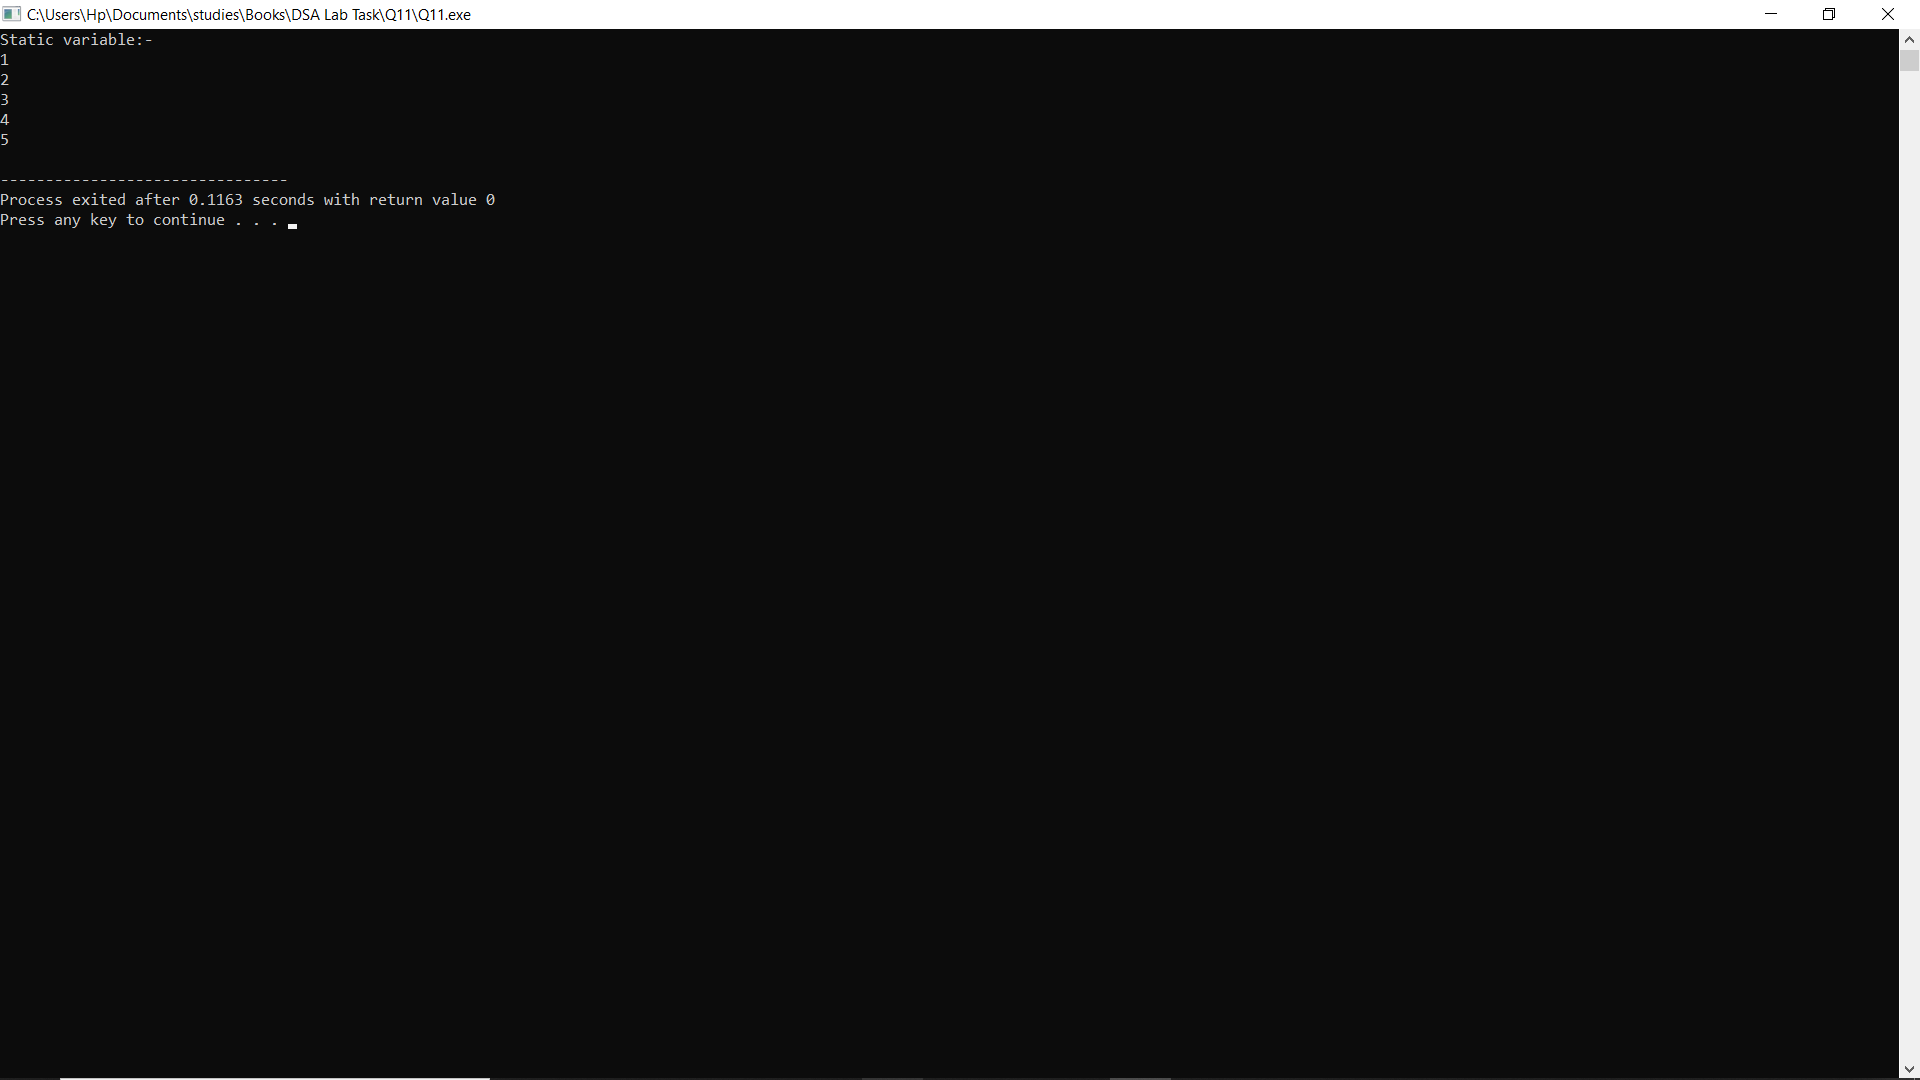 C:\Users\Hp\Documents\studies\Books\DSA Lab Task\Q11\Q11.exe
Static variable:-
1
2
3
4
5
--------------------------------
Process exited after 0.1163 seconds with return value 0
Press any key to continue . . .